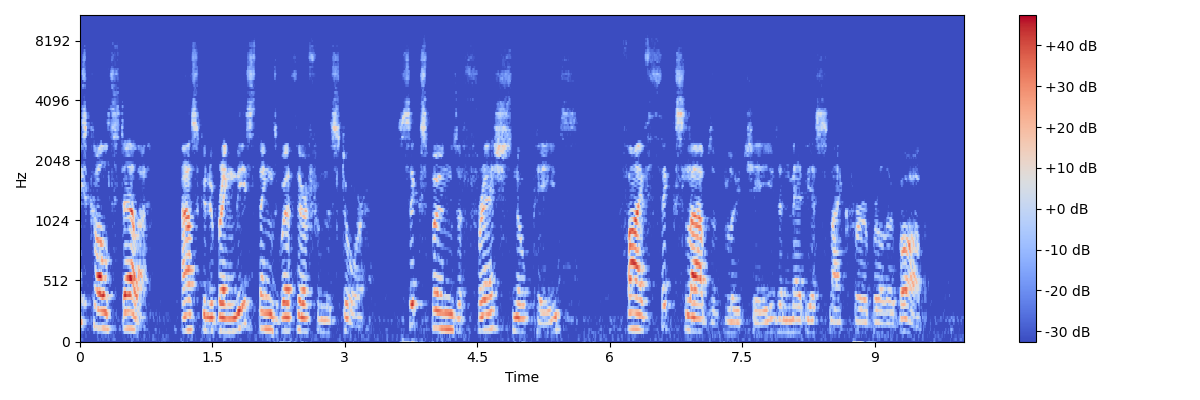 8192
4096
2048
1024
512
0
Hz
0 1.5 3 4.5 6 7.5 9
Time
+40 dB
+30 dB
+20 dB
+10 dB
+0 dB
-10 dB
-20 dB
-30 dB